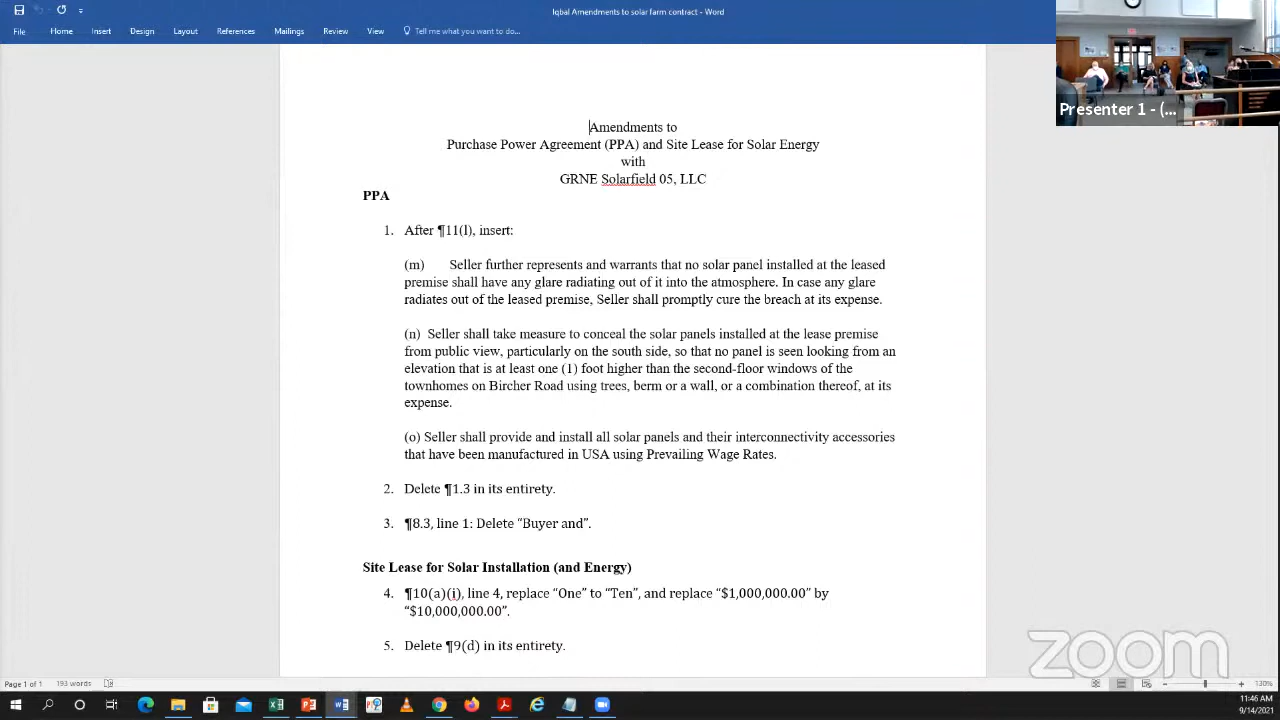 Iqbal Amendments to solar farm contract - Word
File Home Insert Design Layout References Mailings Review View Tell me what you want to do...
Presenter 1 - (...
Amendments to
Purchase Power Agreement (PPA) and Site Lease for Solar Energy
with
GRNE Solarfield 05, LLC
PPA
1. After ¶11(l), insert:
(m) Seller further represents and warrants that no solar panel installed at the leased
premise shall have any glare radiating out of it into the atmosphere. In case any glare
radiates out of the leased premise, Seller shall promptly cure the breach at its expense.
(n) Seller shall take measure to conceal the solar panels installed at the lease premise
from public view, particularly on the south side, so that no panel is seen looking from an
elevation that is at least one (1) foot higher than the second-floor windows of the
townhomes on Bircher Road using trees, berm or a wall, or a combination thereof, at its
expense.
(o) Seller shall provide and install all solar panels and their interconnectivity accessories
that have been manufactured in USA using Prevailing Wage Rates.
2. Delete ¶1.3 in its entirety.
3. ¶8.3, line 1: Delete “Buyer and”.
Site Lease for Solar Installation (and Energy)
4. ¶10(a)(i), line 4, replace “One” to “Ten”, and replace “$1,000,000.00” by
“$10,000,000.00”.
5. Delete ¶9(d) in its entirety.
zoom
Page 1 of 1 193 words 130%
11:46 AM
9/14/2021